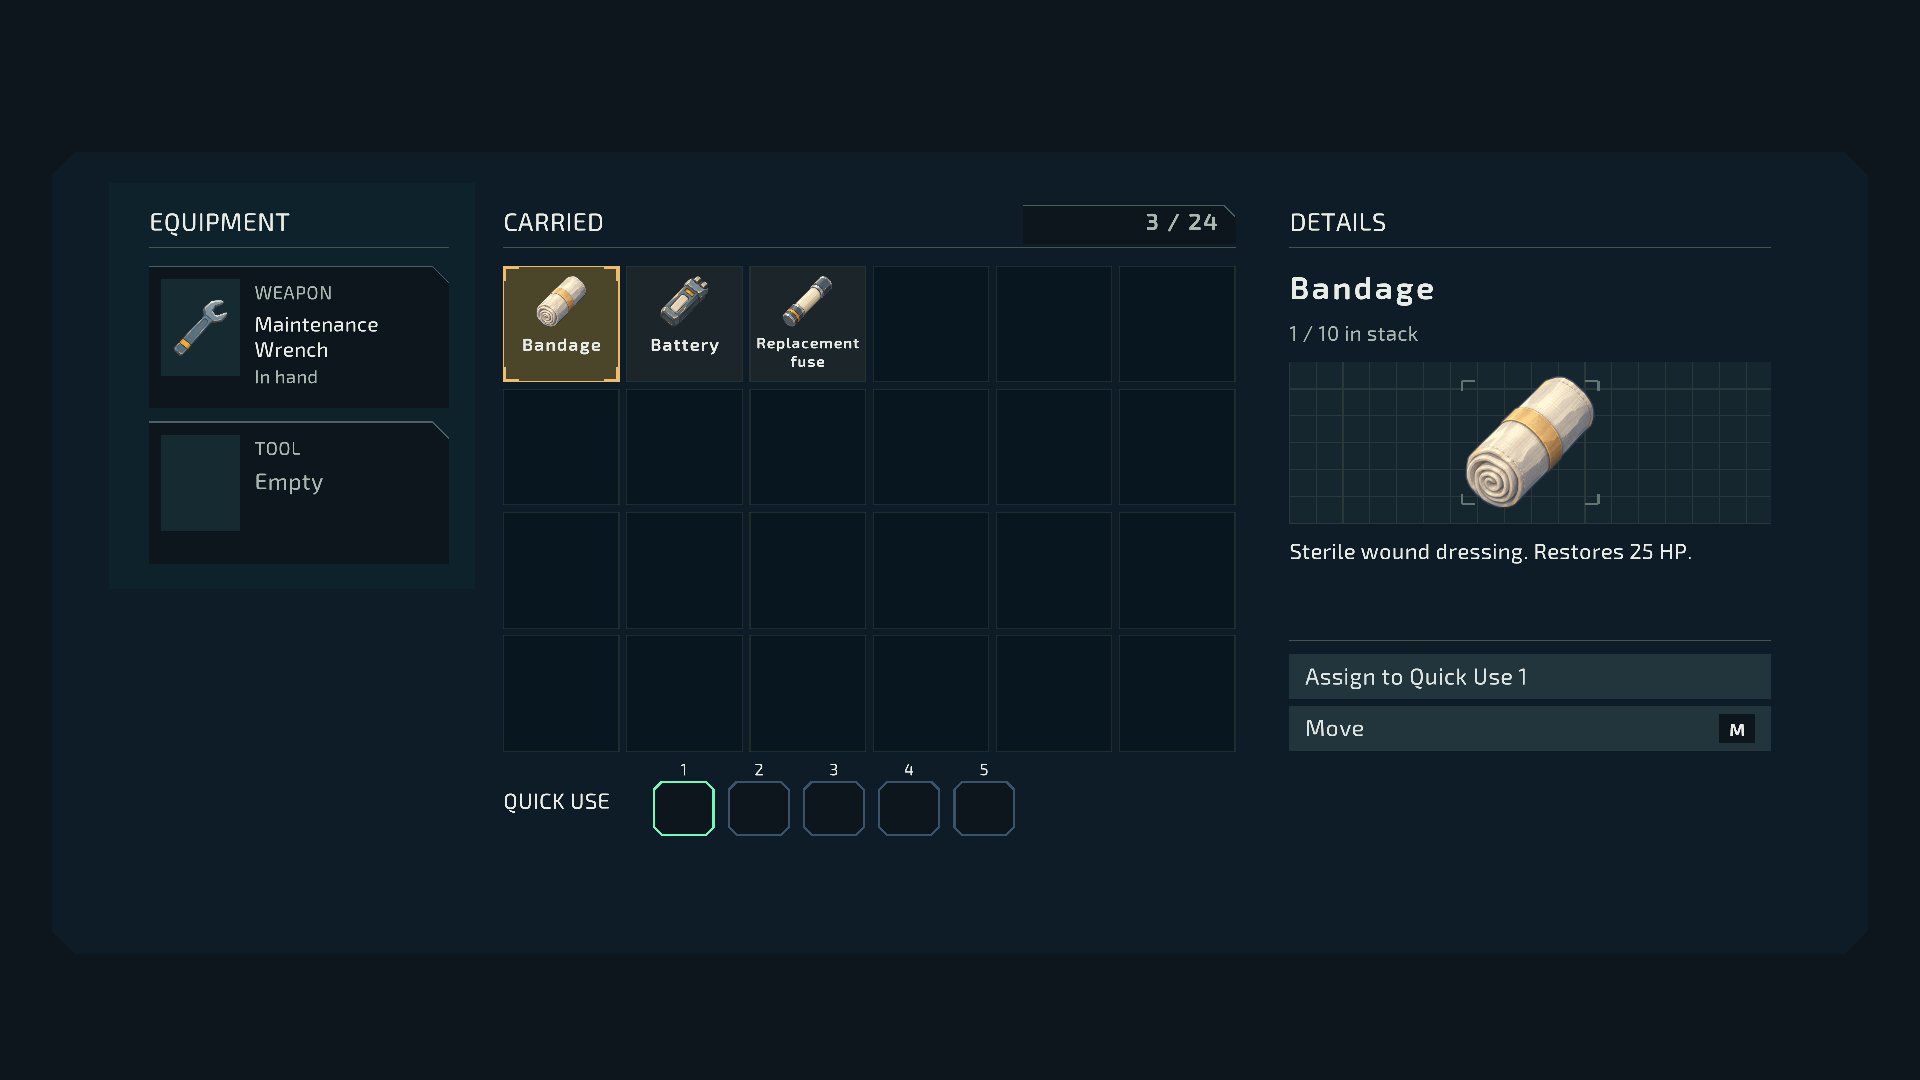 EQUIPMENT
WEAPON
Maintenance
Wrench
In hand
TOOL
Empty
CARRIED
3 / 24
Bandage
Battery
Replacement
fuse
QUICK USE
1
2
3
4
5
DETAILS
Bandage
1 / 10 in stack
Sterile wound dressing. Restores 25 HP.
Assign to Quick Use 1
Move
M